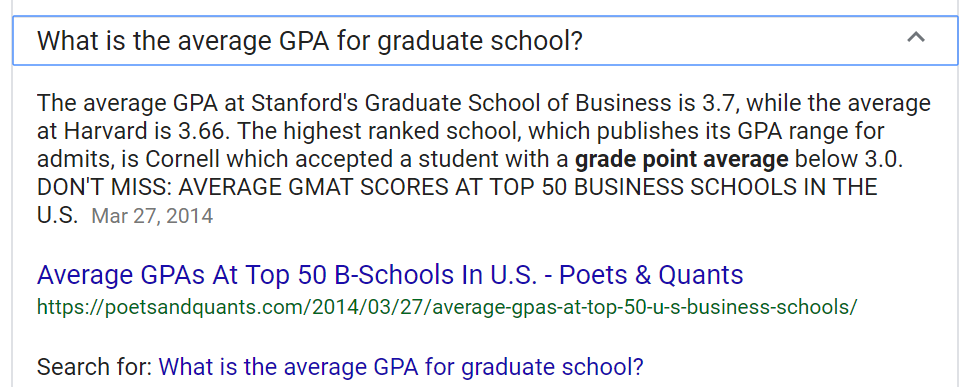 What is the average GPA for graduate school?
The average GPA at Stanford's Graduate School of Business is 3.7, while the average
at Harvard is 3.66. The highest ranked school, which publishes its GPA range for
admits, is Cornell which accepted a student with a grade point average below 3.0.
DON'T MISS: AVERAGE GMAT SCORES AT TOP 50 BUSINESS SCHOOLS IN THE
U.S. Mar 27, 2014
Average GPAs At Top 50 B-Schools In U.S. - Poets & Quants
https://poetsandquants.com/2014/03/27/average-gpas-at-top-50-u-s-business-schools/
Search for: What is the average GPA for graduate school?